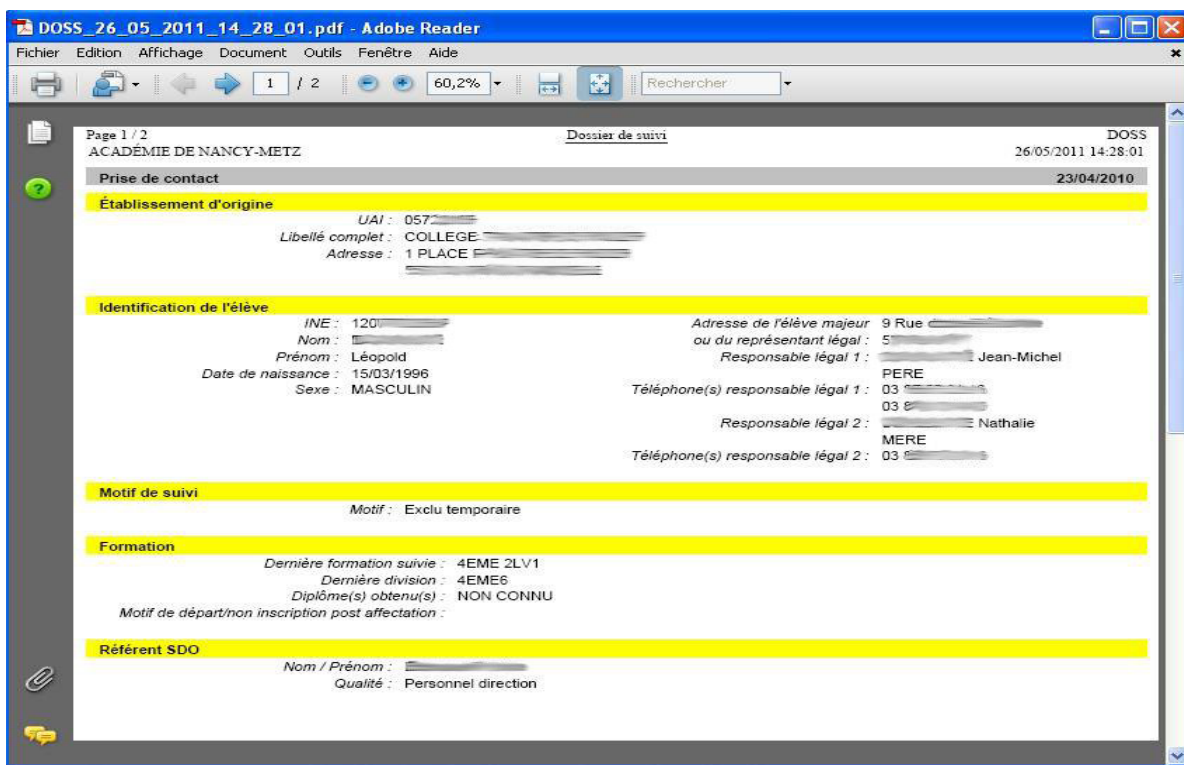 DOSS_26_05_2011_14_28_01.pdf - Adobe Reader
Fichier Edition Affichage Document Outils Fenêtre Aide
1 / 2 60,2% Rechercher
Page 1 / 2 Dossier de suivi DOSS
ACADÉMIE DE NANCY-METZ 26/05/2011 14:28:01
Prise de contact 23/04/2010
Établissement d'origine
UAI :
Libellé complet : COLLEGE
Adresse : 1 PLACE
Identification de l'élève
INE : Adresse de l'élève majeur 9 Rue
Nom : ou du représentant légal :
Prénom : Léopold Responsable légal 1 : Jean-Michel
Date de naissance : 15/03/1996 PERE
Sexe : MASCULIN Téléphone(s) responsable légal 1 : 03
03
Responsable légal 2 : Nathalie
MERE
Téléphone(s) responsable légal 2 : 03
Motif de suivi
Motif : Exclu temporaire
Formation
Dernière formation suivie : 4EME 2LV1
Dernière division : 4EME6
Diplôme(s) obtenu(s) : NON CONNU
Motif de départ/non inscription post affectation :
Référent SDO
Nom / Prénom :
Qualité : Personnel direction